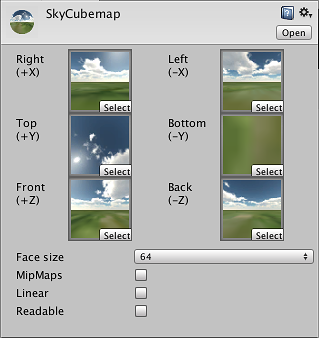 SkyCubemap
Open
Right
(+X)
Select
Left
(-X)
Select
Top
(+Y)
Select
Bottom
(-Y)
Select
Front
(+Z)
Select
Back
(-Z)
Select
Face size
64
MipMaps
Linear
Readable